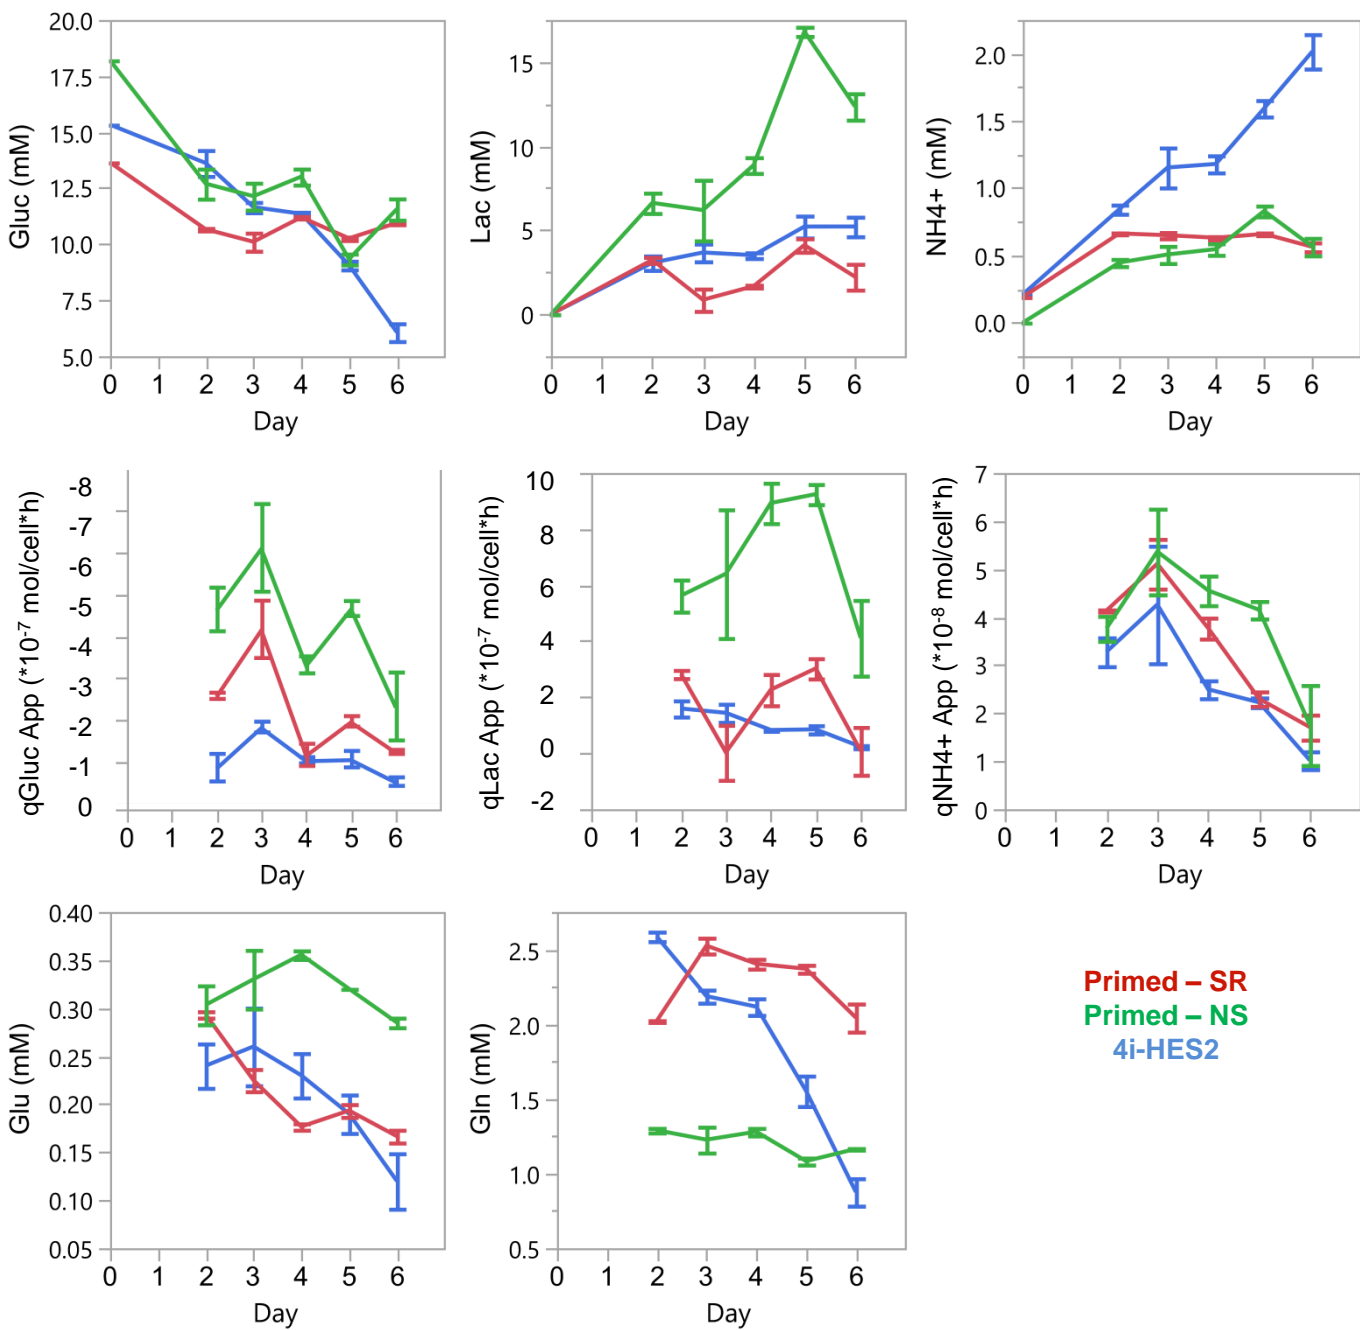 Gluc (mM)
20.0
17.5
15.0
12.5
10.0
7.5
5.0
0 1 2 3 4 5 6
Day
Lac (mM)
15
10
5
0
0 1 2 3 4 5 6
Day
NH4+ (mM)
2.0
1.5
1.0
0.5
0.0
0 1 2 3 4 5 6
Day
qGluc App (*10-7 mol/cell*h)
-8
-7
-6
-5
-4
-3
-2
-1
0
0 1 2 3 4 5 6
Day
qLac App (*10-7 mol/cell*h)
10
8
6
4
2
0
-2
0 1 2 3 4 5 6
Day
qNH4+ App (*10-8 mol/cell*h)
7
6
5
4
3
2
1
0
0 1 2 3 4 5 6
Day
Glu (mM)
0.40
0.35
0.30
0.25
0.20
0.15
0.10
0.05
0 1 2 3 4 5 6
Day
Gln (mM)
2.5
2.0
1.5
1.0
0.5
0 1 2 3 4 5 6
Day
Primed – SR
Primed – NS
4i-HES2